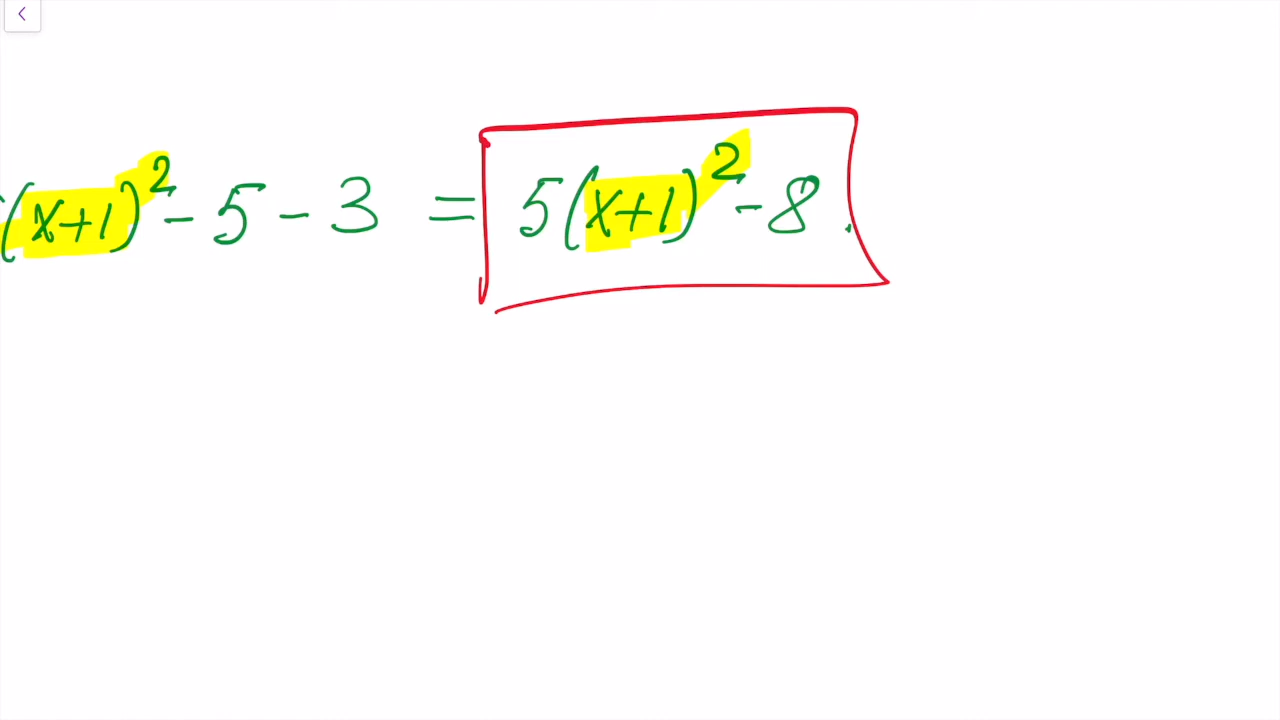 (x+1)² - 5 - 3 = 5(x+1)² - 8.